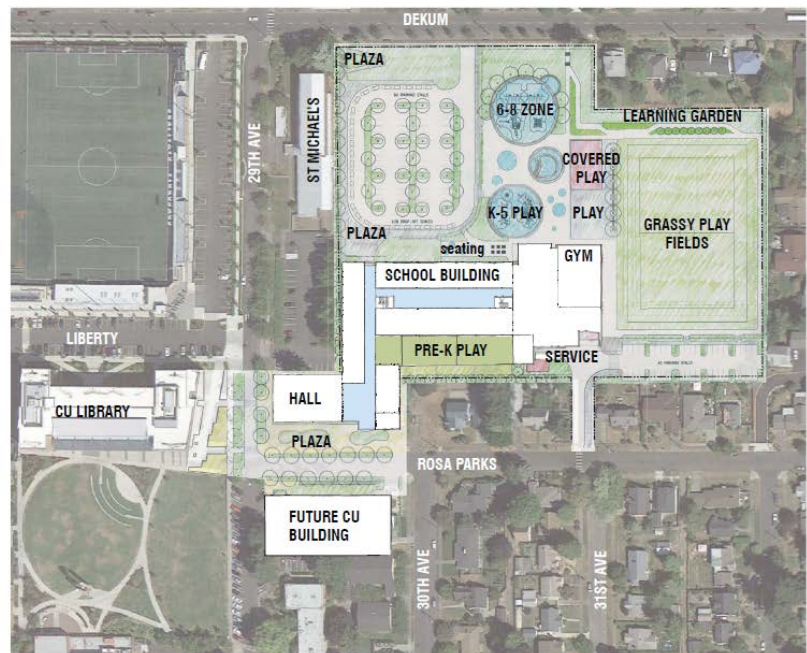 DEKUM
PLAZA
6-8 ZONE
LEARNING GARDEN
29TH AVE
ST MICHAEL'S
COVERED
PLAY
K-5 PLAY
PLAY
GRASSY PLAY
FIELDS
PLAZA
seating
GYM
SCHOOL BUILDING
LIBERTY
PRE-K PLAY
SERVICE
CU LIBRARY
HALL
PLAZA
ROSA PARKS
FUTURE CU
BUILDING
30TH AVE
31ST AVE